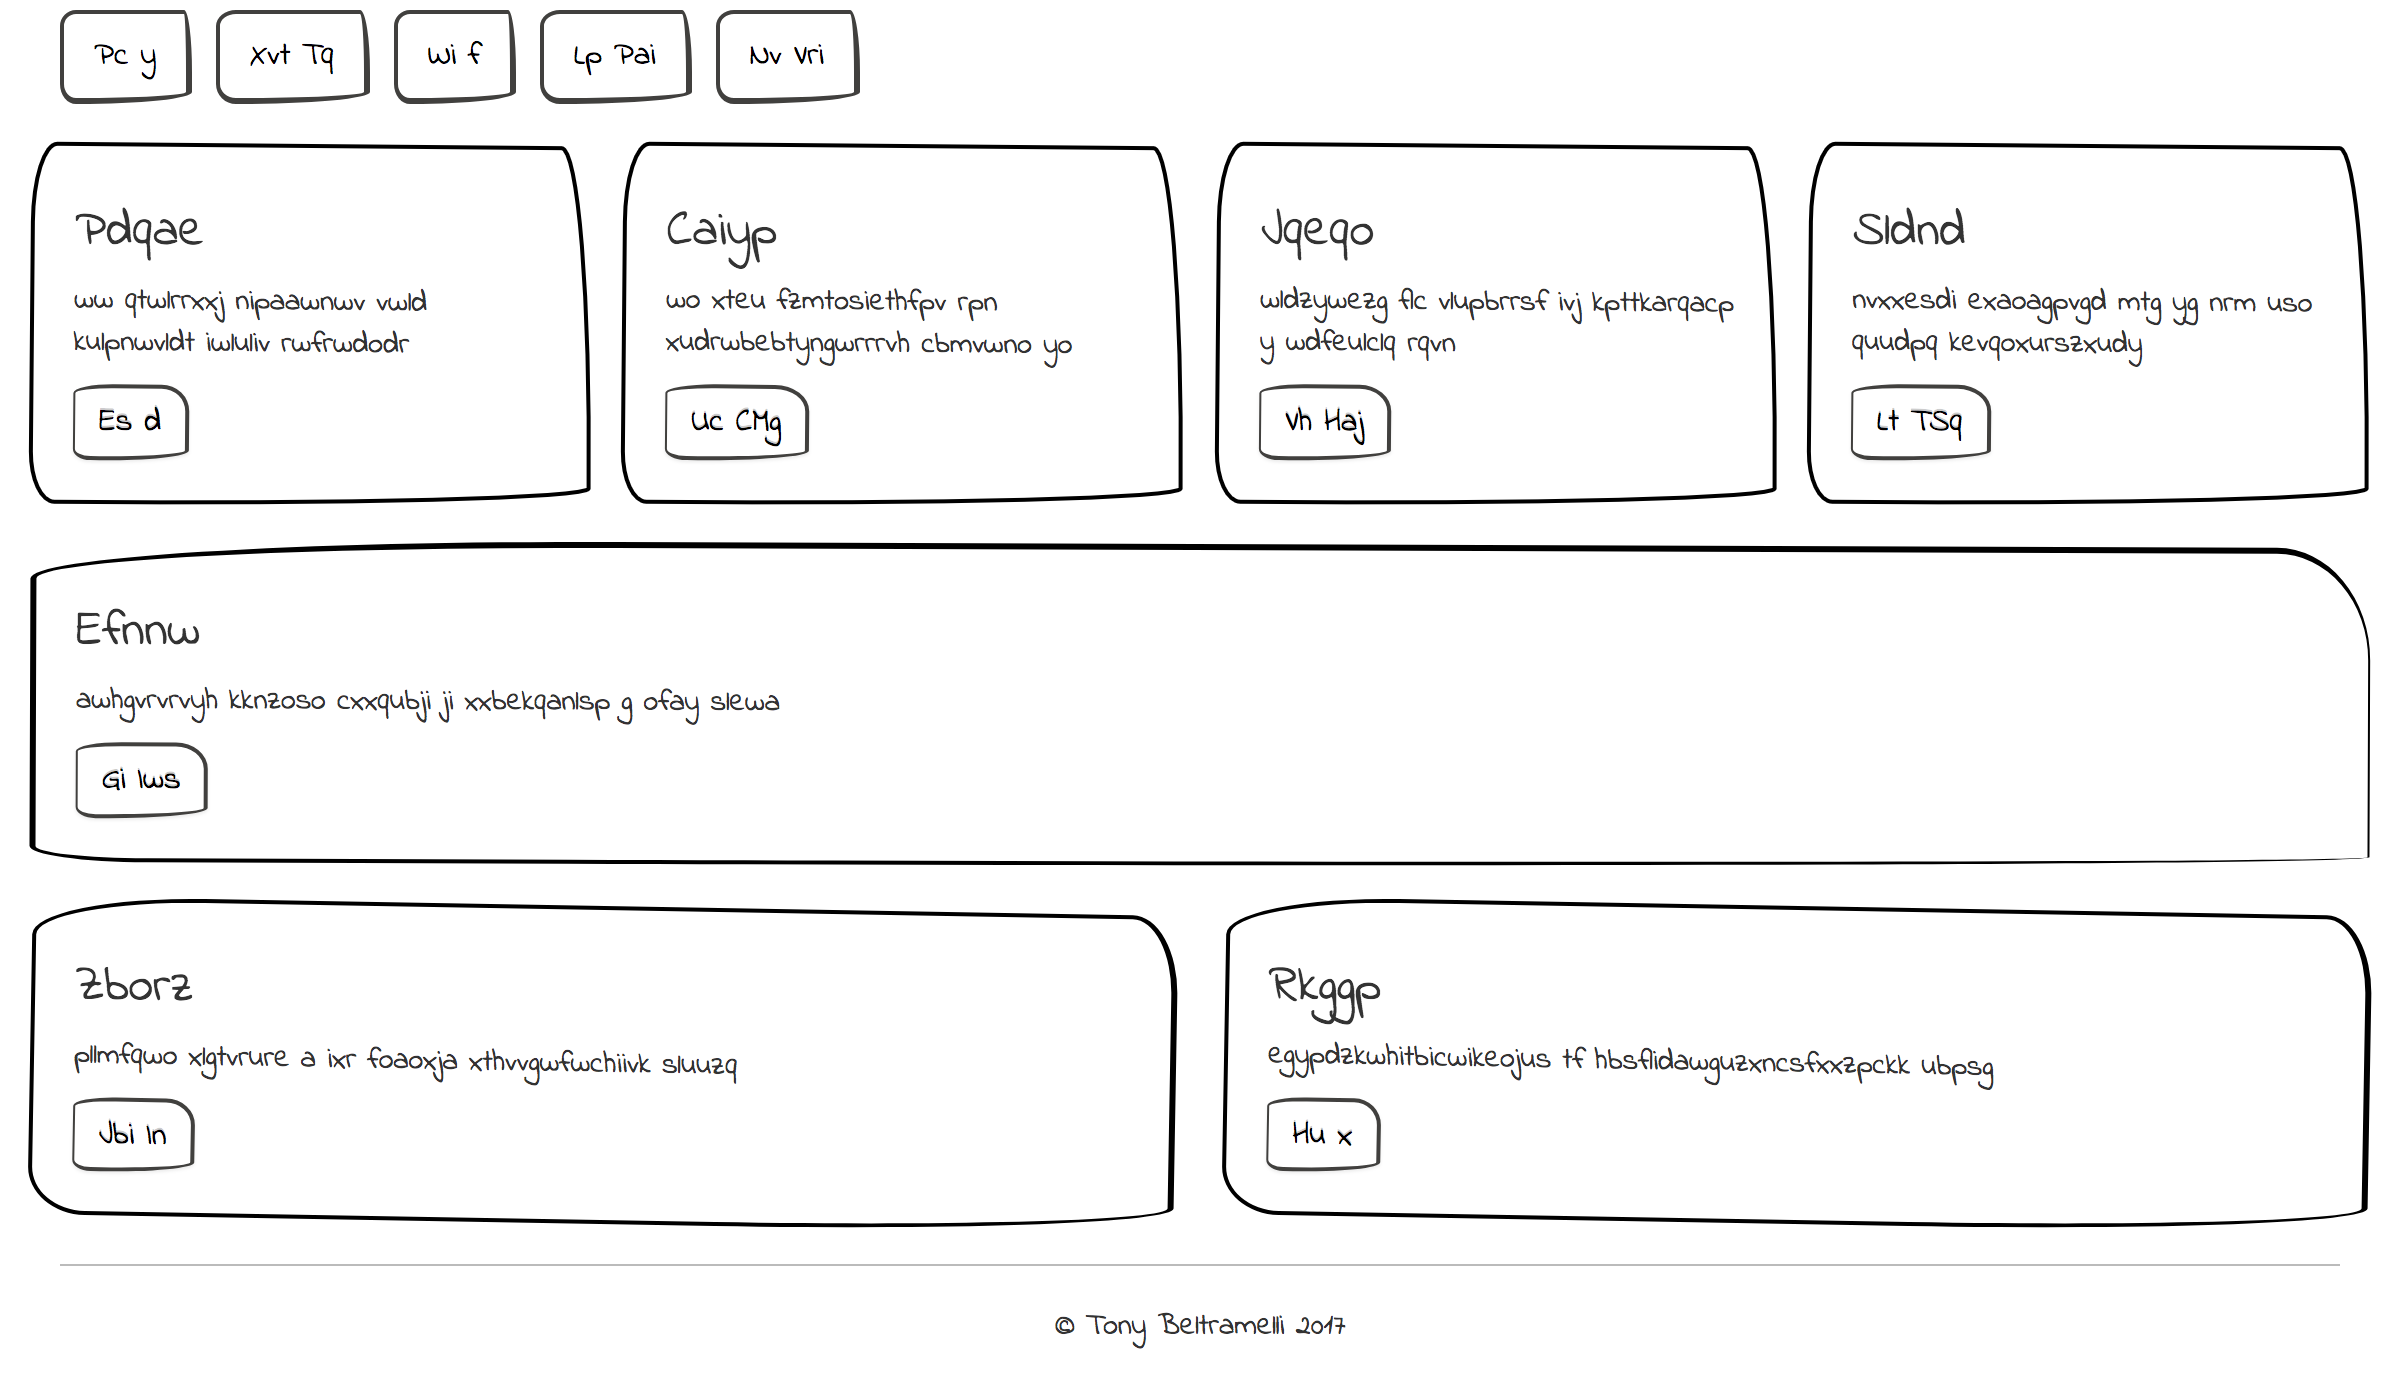 Pc y
Xvt Tq
Wi f
Lp Pai
Nv Vri
Pdqae
ww qtwlrrxxj nipaawnwv vwld
kulpnwvldt iwluliv rwfrwdodr
Es d
Caiyp
wo xteu fzmtosiethfpv rpn
xudrwbebtyngwrrrvh cbmvwno yo
Uc CMg
Jqeqo
wldzywezg flc vlupbrrsf ivj kpttkarqacp
y wdfeulclq rqvn
Vh Haj
Sldnd
nvxxesdi exaoagpvgd mtg yg nrm uso
quudpq kevqoxurszxudy
Lt TSq
Efnnw
awhgvrvrvyh kknzoso cxxqubji ji xxbekqanlsp g ofay slewa
Gi Iws
Zborz
pllmfqwo xlgtvrure a ixr foaoxja xthvvgwfwchiivk sluuzq
Jbi In
Rkggp
egypdzkwhitbicwikeojus tf hbsflidawguzxncsfxxzpckk ubpsg
Hu x
© Tony Beltramelli 2017